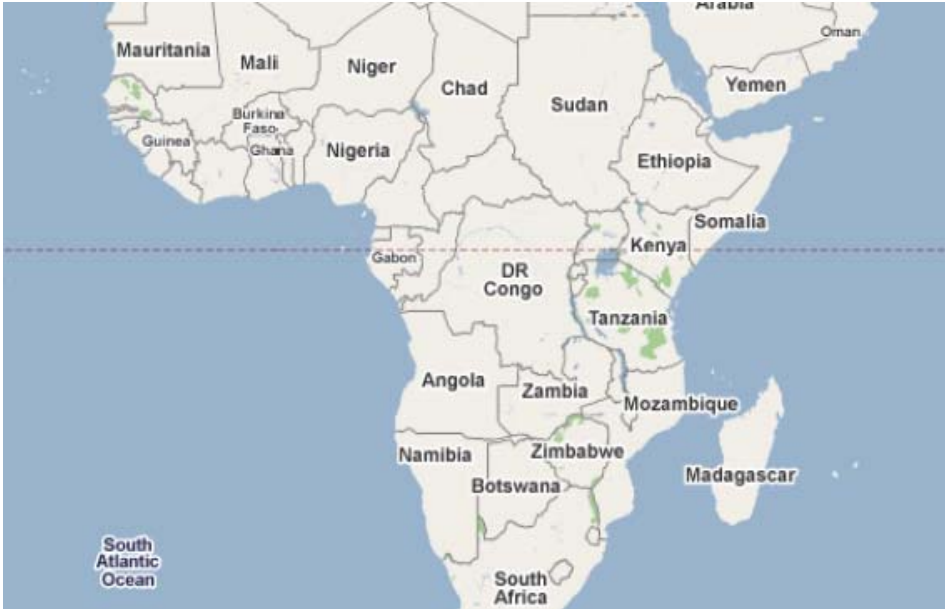 Arabia
Oman
Mauritania
Mali
Niger
Chad
Sudan
Yemen
Burkina
Faso
Guinea
Ghana
Nigeria
Ethiopia
Somalia
Kenya
Gabon
DR
Congo
Tanzania
Angola
Zambia
Mozambique
Namibia
Zimbabwe
Botswana
Madagascar
South
Atlantic
Ocean
South
Africa